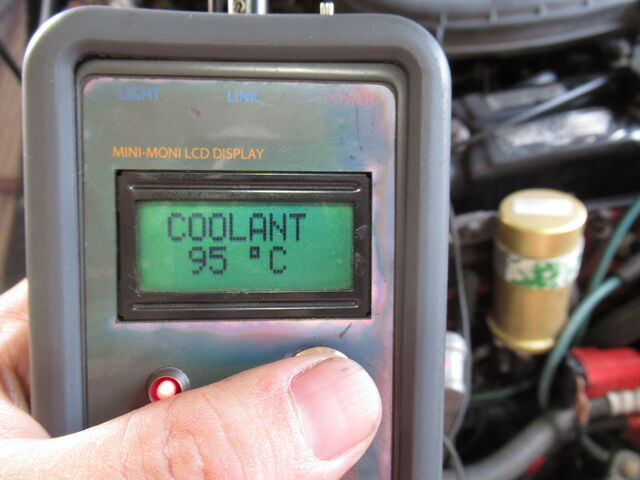 LIGHT LINK POWER
MINI-MONI LCD DISPLAY
COOLANT
95 °C